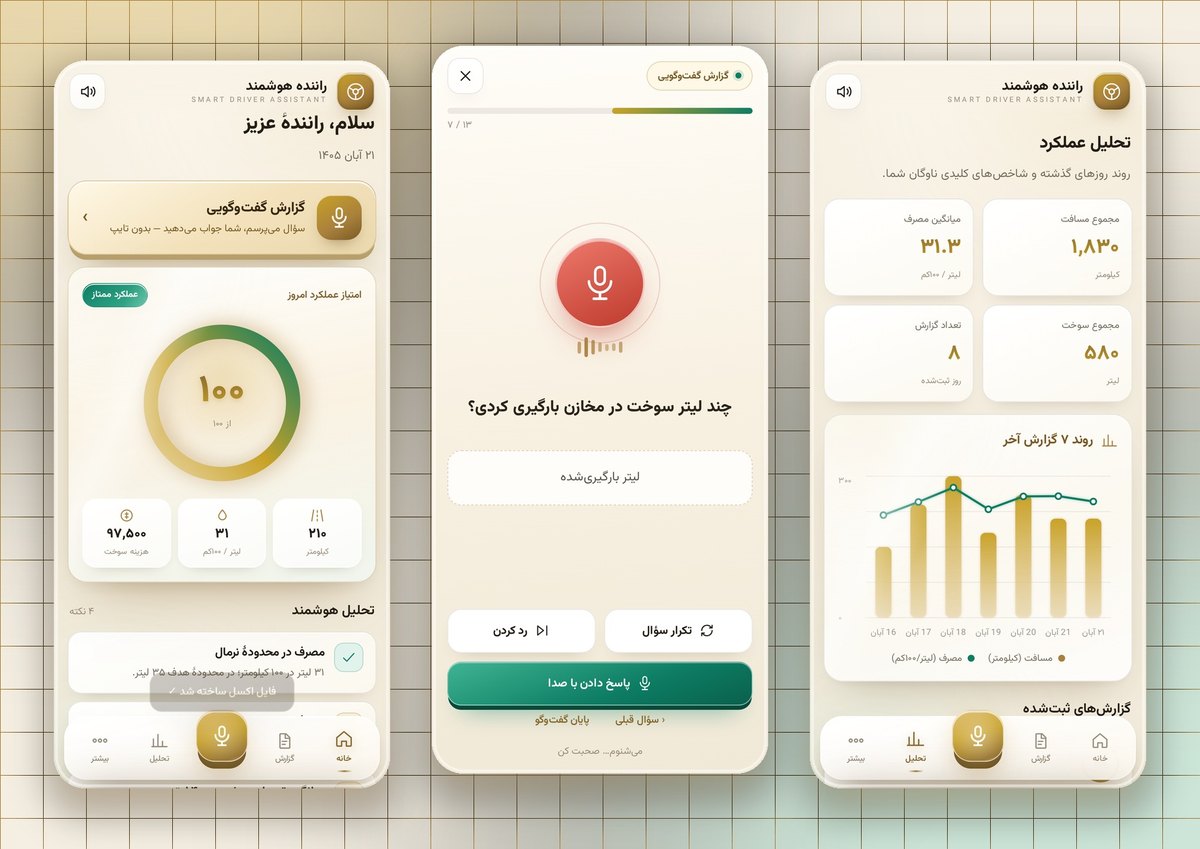 راننده هوشمند
SMART DRIVER ASSISTANT
تحلیل عملکرد
روند روزهای گذشته و شاخص‌های کلیدی ناوگان شما.
مجموع مسافت
۱,۸۳۰
کیلومتر
میانگین مصرف
۳۱.۳
لیتر / ۱۰۰کم
مجموع سوخت
۵۸۰
لیتر
تعداد گزارش
۸
روز ثبت‌شده
روند ۷ گزارش آخر
۳۰۰
۰
16 آبان
17 آبان
18 آبان
19 آبان
20 آبان
21 آبان
۲۱ آبان
مسافت (کیلومتر)
مصرف (لیتر/۱۰۰کم)
گزارش‌های ثبت‌شده
خانه
گزارش
تحلیل
بیشتر
گزارش گفت‌وگویی
۷ / ۱۳
چند لیتر سوخت در مخازن بارگیری کردی؟
لیتر بارگیری‌شده
تکرار سؤال
رد کردن
پاسخ دادن با صدا
‹ سؤال قبلی
پایان گفت‌وگو
می‌شنوم… صحبت کن
راننده هوشمند
SMART DRIVER ASSISTANT
سلام، رانندهٔ عزیز
۲۱ آبان ۱۴۰۵
گزارش گفت‌وگویی
سؤال می‌پرسم، شما جواب می‌دهید — بدون تایپ
امتیاز عملکرد امروز
عملکرد ممتاز
۱۰۰
از ۱۰۰
۲۱۰
کیلومتر
۳۱
لیتر / ۱۰۰کم
۹۷,۵۰۰
هزینه سوخت
تحلیل هوشمند
۴ نکته
مصرف در محدودهٔ نرمال
۳۱ لیتر در ۱۰۰ کیلومتر؛ در محدودهٔ هدف ۳۵ لیتر.
فایل اکسل ساخته شد ✓
خانه
گزارش
تحلیل
بیشتر